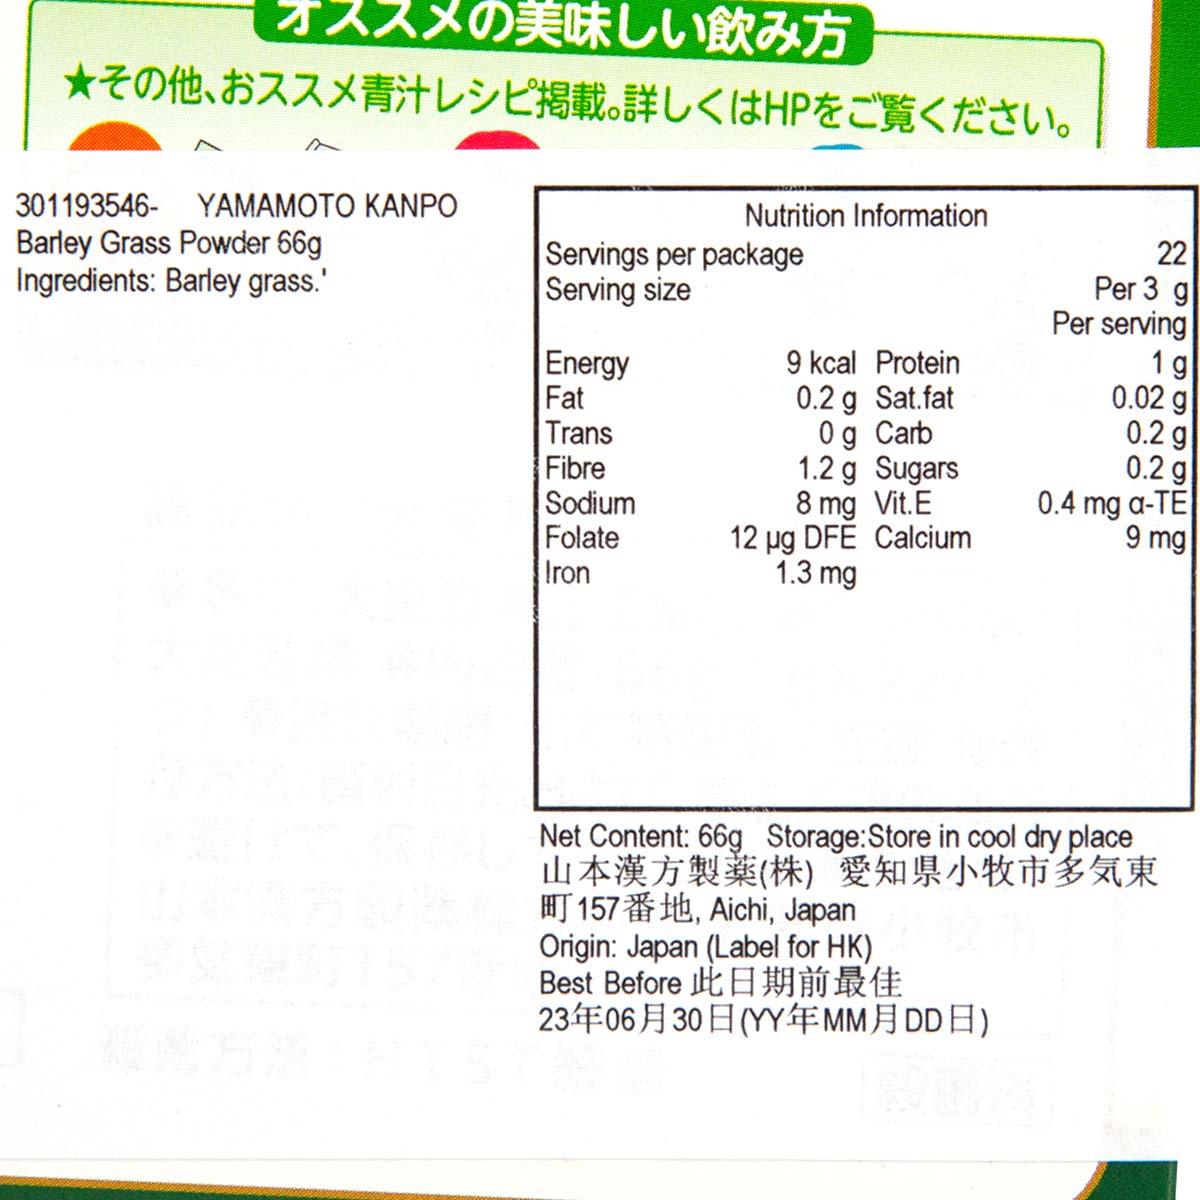 オススメの美味しい飲み方
★その他、おススメ青汁レシピ掲載。詳しくはHPをご覧ください。
301193546- YAMAMOTO KANPO
Barley Grass Powder 66g
Ingredients: Barley grass.'
Nutrition Information
Servings per package 22
Serving size Per 3 g
Per serving
Energy 9 kcal Protein 1 g
Fat 0.2 g Sat.fat 0.02 g
Trans 0 g Carb 0.2 g
Fibre 1.2 g Sugars 0.2 g
Sodium 8 mg Vit.E 0.4 mg α-TE
Folate 12 µg DFE Calcium 9 mg
Iron 1.3 mg
Net Content: 66g Storage:Store in cool dry place
山本漢方製薬(株) 愛知県小牧市多気東
町157番地, Aichi, Japan
Origin: Japan (Label for HK)
Best Before 此日期前最佳
23年06月30日(YY年MM月DD日)